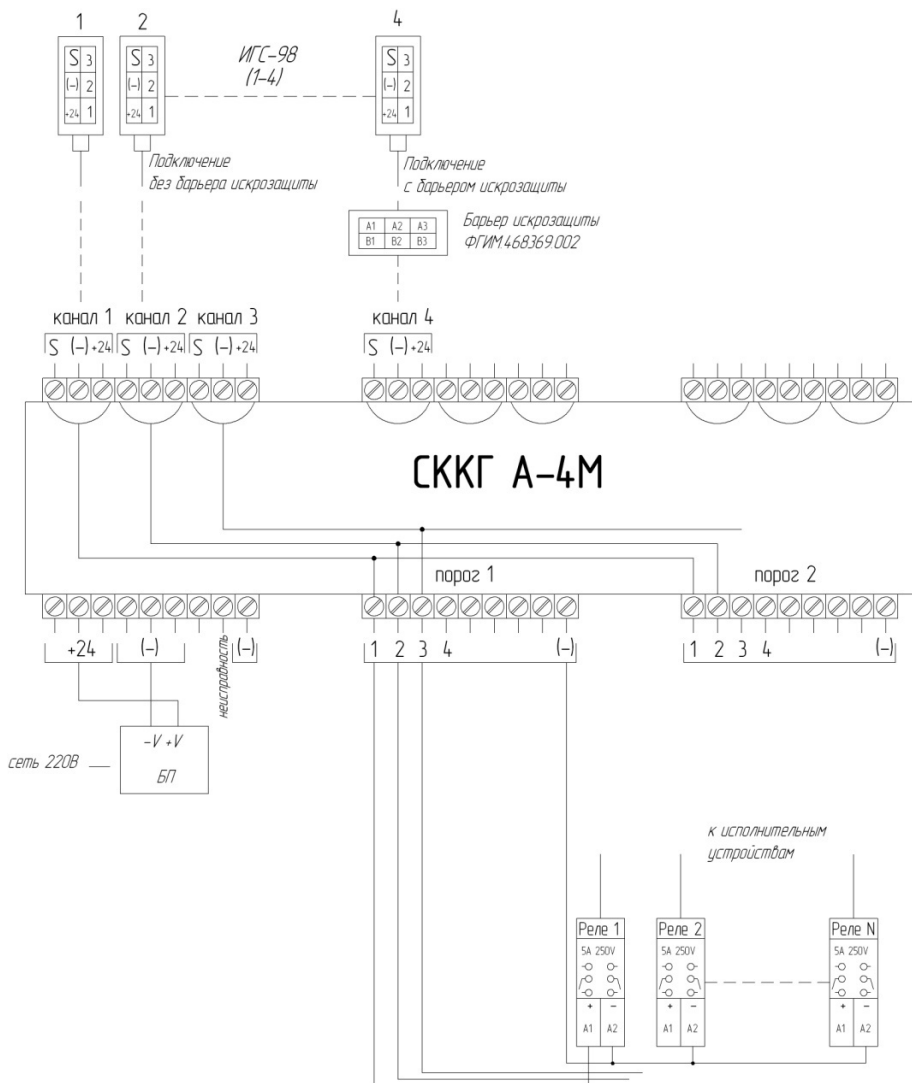 1 2 4
ИГС-98
(1-4)
S 3 S 3 S 3
(-) 2 (-) 2 (-) 2
+24 1 +24 1 +24 1
Подключение
без барьера искрозащиты
Подключение
с барьером искрозащиты
A1 A2 A3
B1 B2 B3
Барьер искрозащиты
ФГИМ.468369.002
канал 1 канал 2 канал 3 канал 4
S (-) +24 S (-) +24 S (-) +24 S (-) +24
СККГ А-4М
порог 1 порог 2
+24 (-) неисправность (-)
1 2 3 4 (-)
1 2 3 4 (-)
-V +V
БП
сеть 220В
к исполнительным
устройствам
Реле 1 Реле 2 Реле N
5A 250V 5A 250V 5A 250V
+ - + - + -
A1 A2 A1 A2 A1 A2